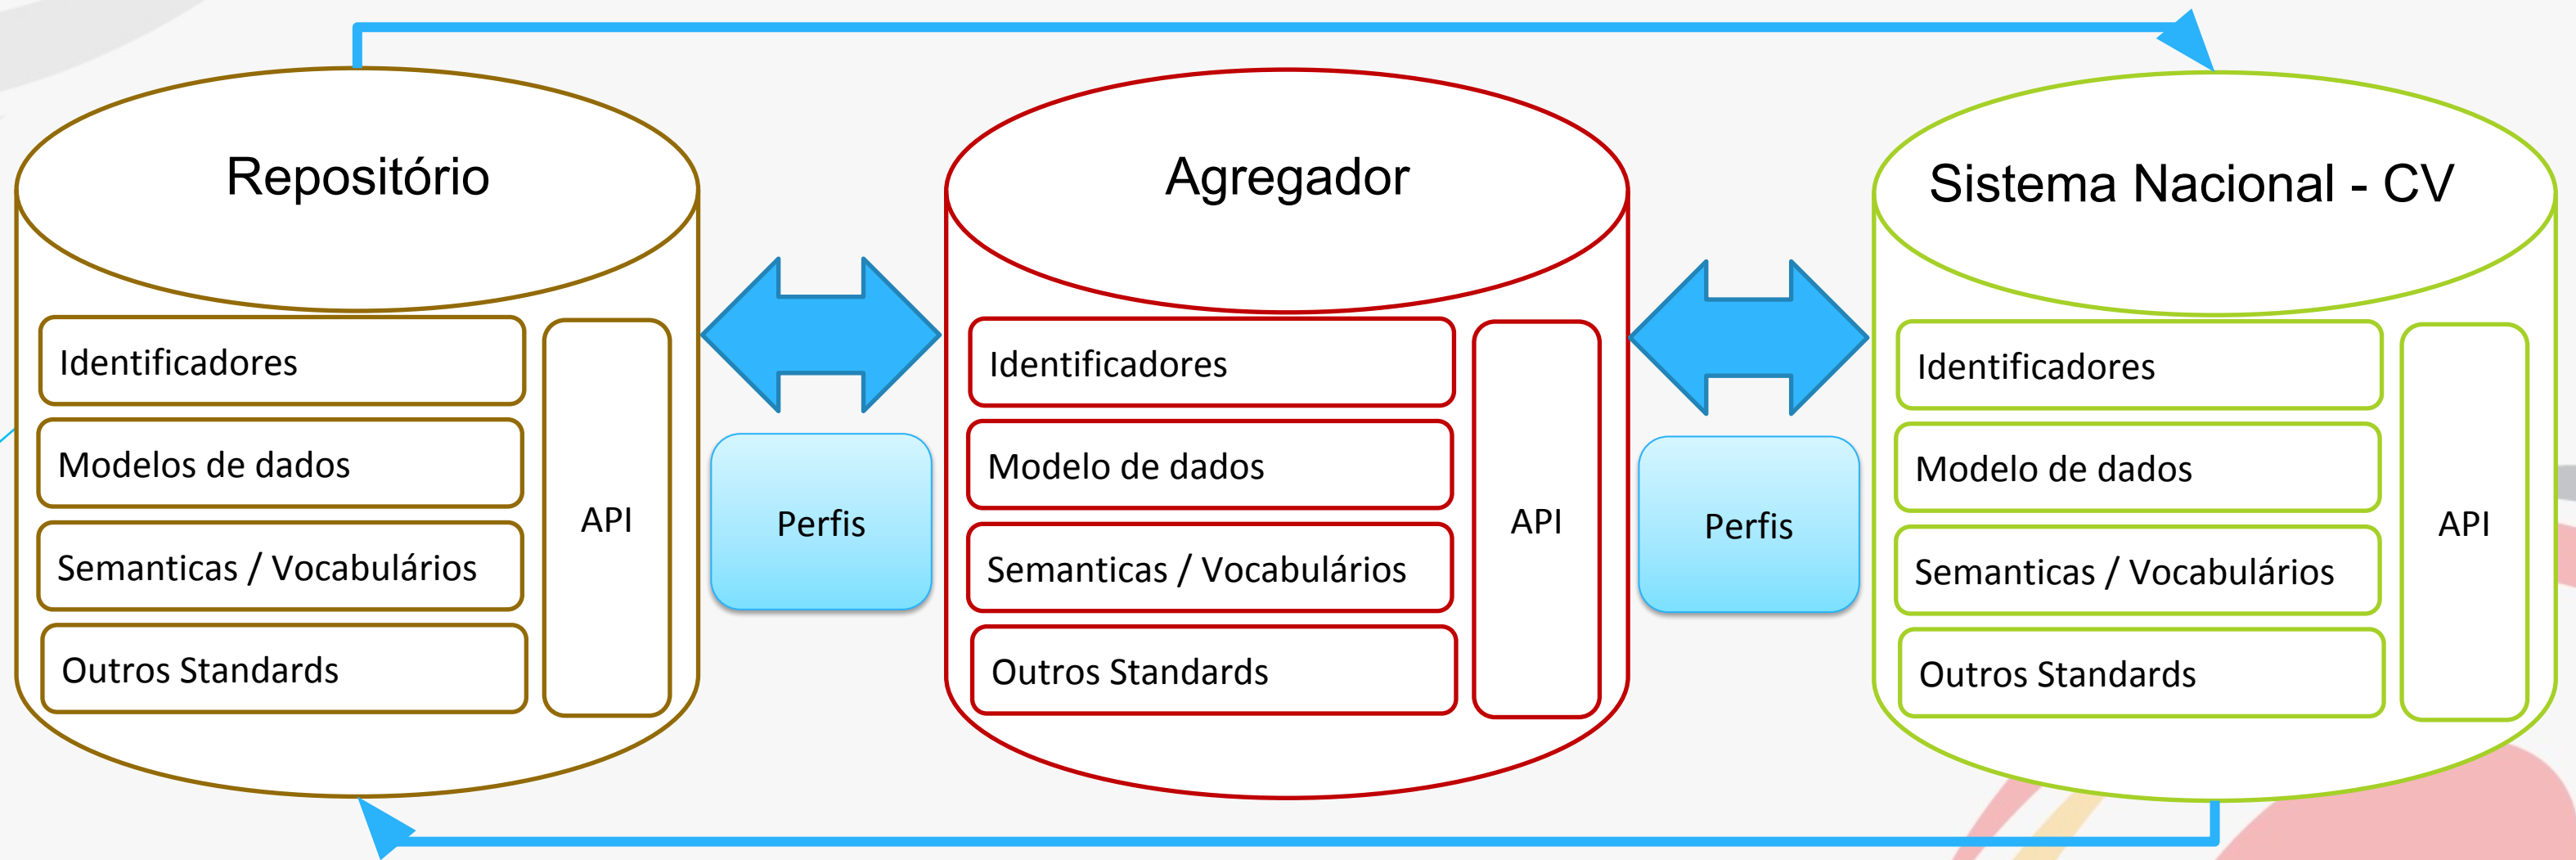 Repositório
Identificadores
Modelos de dados
Semanticas / Vocabulários
Outros Standards
API
Perfis
Agregador
Identificadores
Modelo de dados
Semanticas / Vocabulários
Outros Standards
API
Perfis
Sistema Nacional - CV
Identificadores
Modelo de dados
Semanticas / Vocabulários
Outros Standards
API